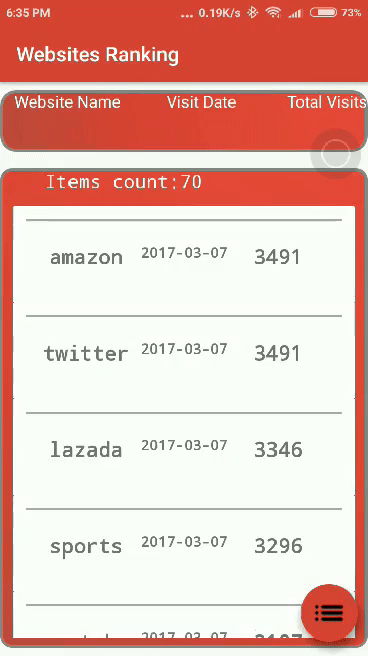 6:35 PM ... 0.19K/s 73%
Websites Ranking
Website Name Visit Date Total Visits
Items count:70
amazon 2017-03-07 3491
twitter 2017-03-07 3491
lazada 2017-03-07 3346
sports 2017-03-07 3296
2017-03-07